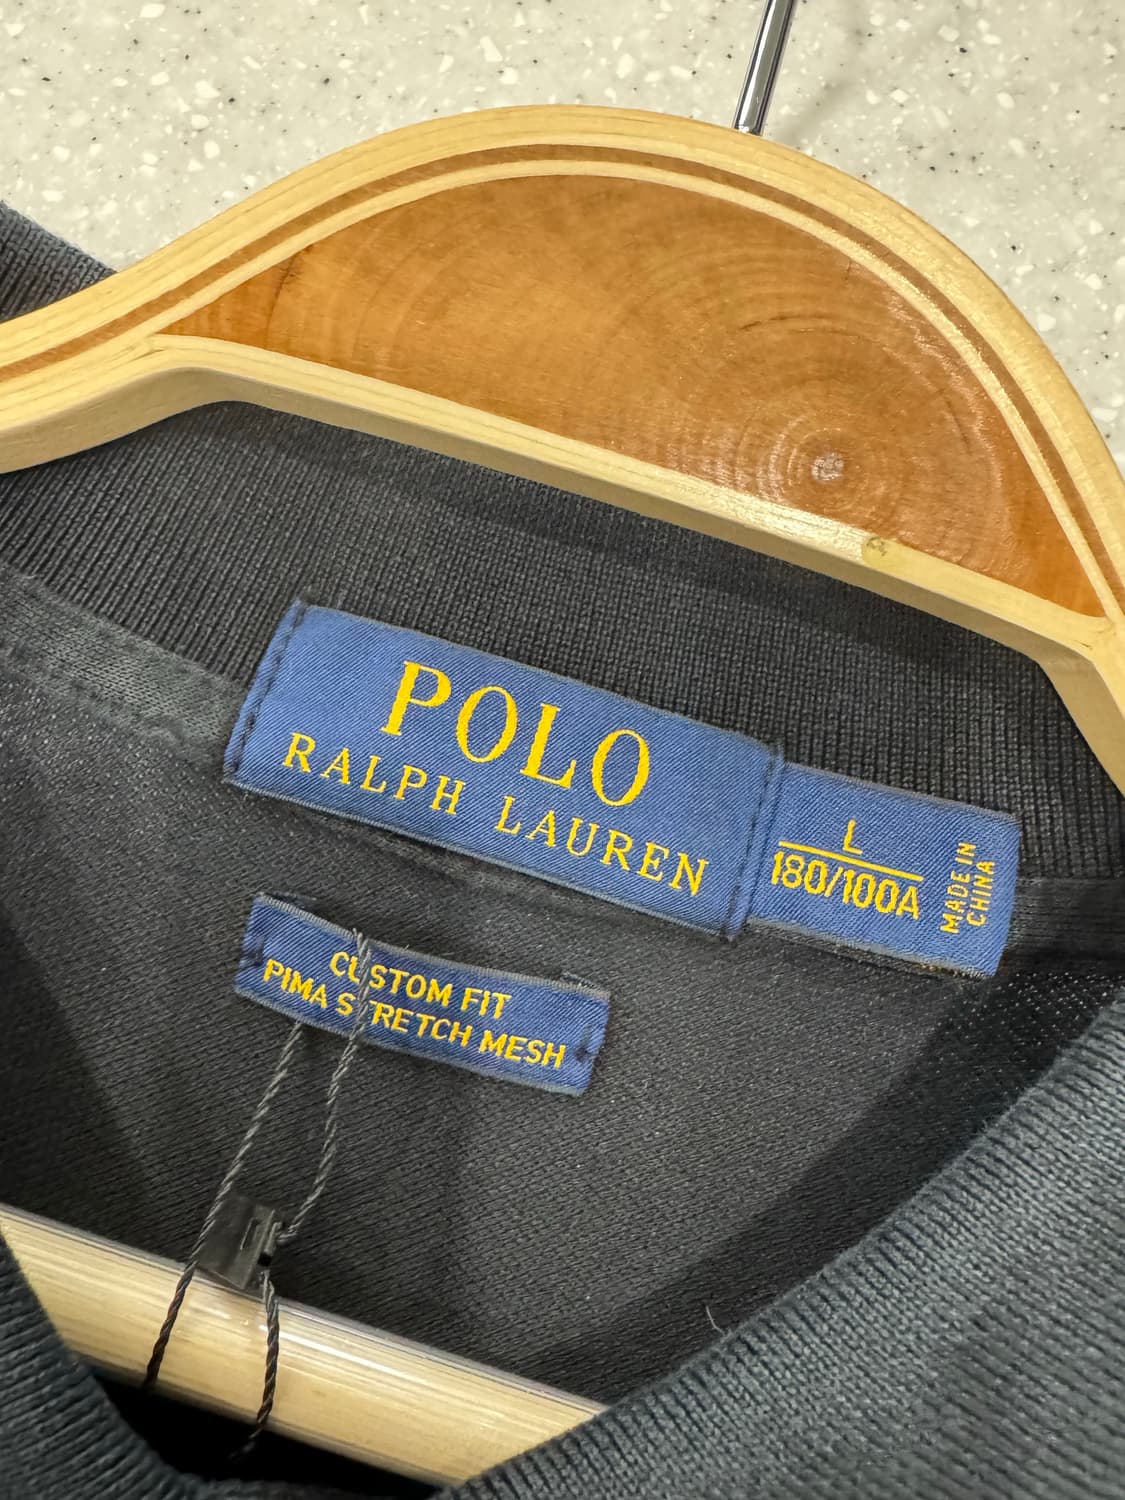 POLO
RALPH LAUREN
L
180/100A
MADE IN
CHINA
CUSTOM FIT
PIMA STRETCH MESH